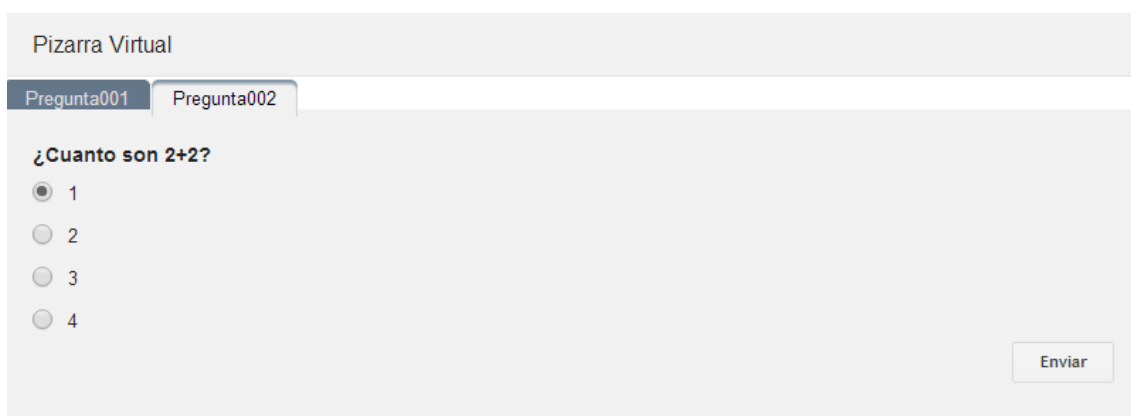 Pizarra Virtual
Pregunta001 Pregunta002
¿Cuanto son 2+2?
1
2
3
4
Enviar